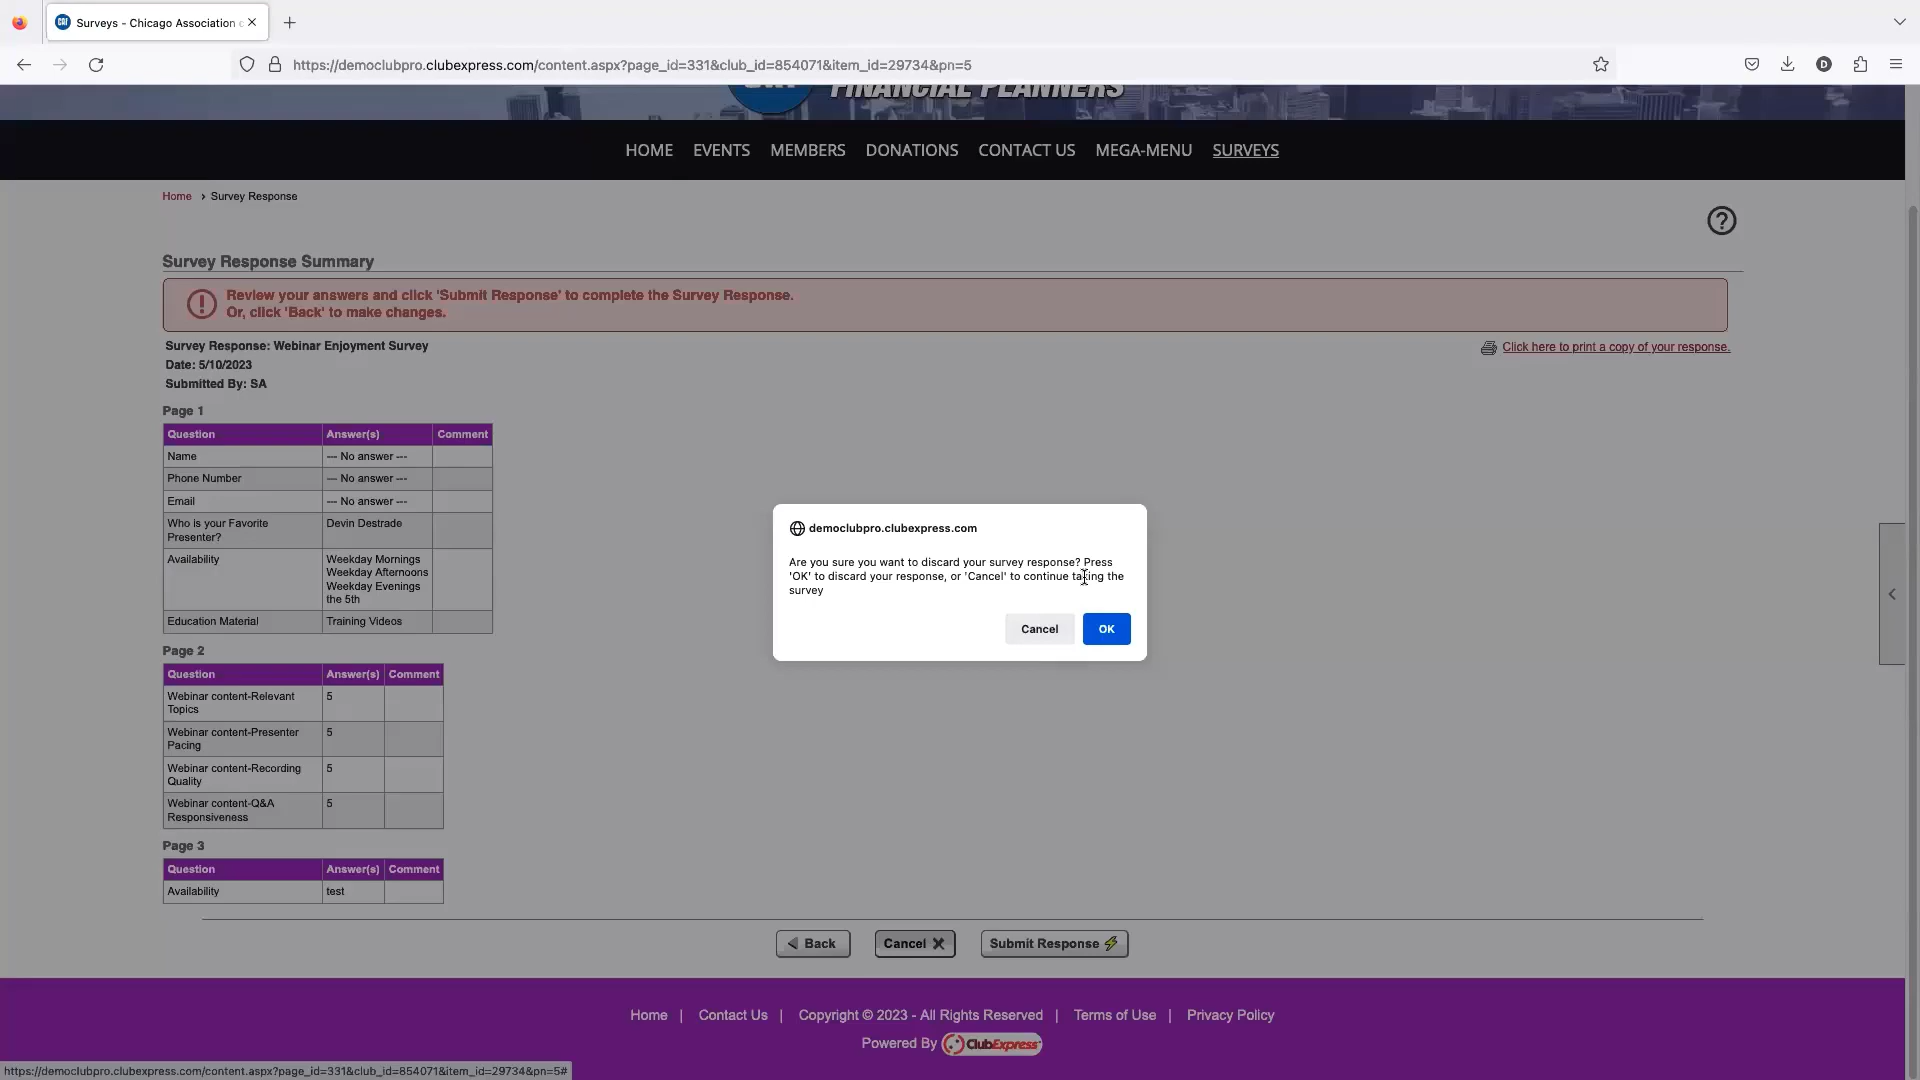 Surveys - Chicago Association
https://democlubpro.clubexpress.com/content.aspx?page_id=331&club_id=854071&item_id=29734&pn=5
FINANCIAL PLANNERS
HOME EVENTS MEMBERS DONATIONS CONTACT US MEGA-MENU SURVEYS
Home > Survey Response
Survey Response Summary
Review your answers and click 'Submit Response' to complete the Survey Response.
Or, click 'Back' to make changes.
Survey Response: Webinar Enjoyment Survey
Click here to print a copy of your response.
Date: 5/10/2023
Submitted By: SA
Page 1
Question Answer(s) Comment
Name --- No answer ---
Phone Number --- No answer ---
Email --- No answer ---
Who is your Favorite Devin Destrade
Presenter?
Availability Weekday Mornings
Weekday Afternoons
Weekday Evenings
the 5th
Education Material Training Videos
Page 2
Question Answer(s) Comment
Webinar content-Relevant 5
Topics
Webinar content-Presenter 5
Pacing
Webinar content-Recording 5
Quality
Webinar content-Q&A 5
Responsiveness
Page 3
Question Answer(s) Comment
Availability test
democlubpro.clubexpress.com
Are you sure you want to discard your survey response? Press
'OK' to discard your response, or 'Cancel' to continue taking the
survey
Cancel OK
Back Cancel Submit Response
Home | Contact Us | Copyright © 2023 - All Rights Reserved | Terms of Use | Privacy Policy
Powered By ClubExpress
https://democlubpro.clubexpress.com/content.aspx?page_id=331&club_id=854071&item_id=29734&pn=5#